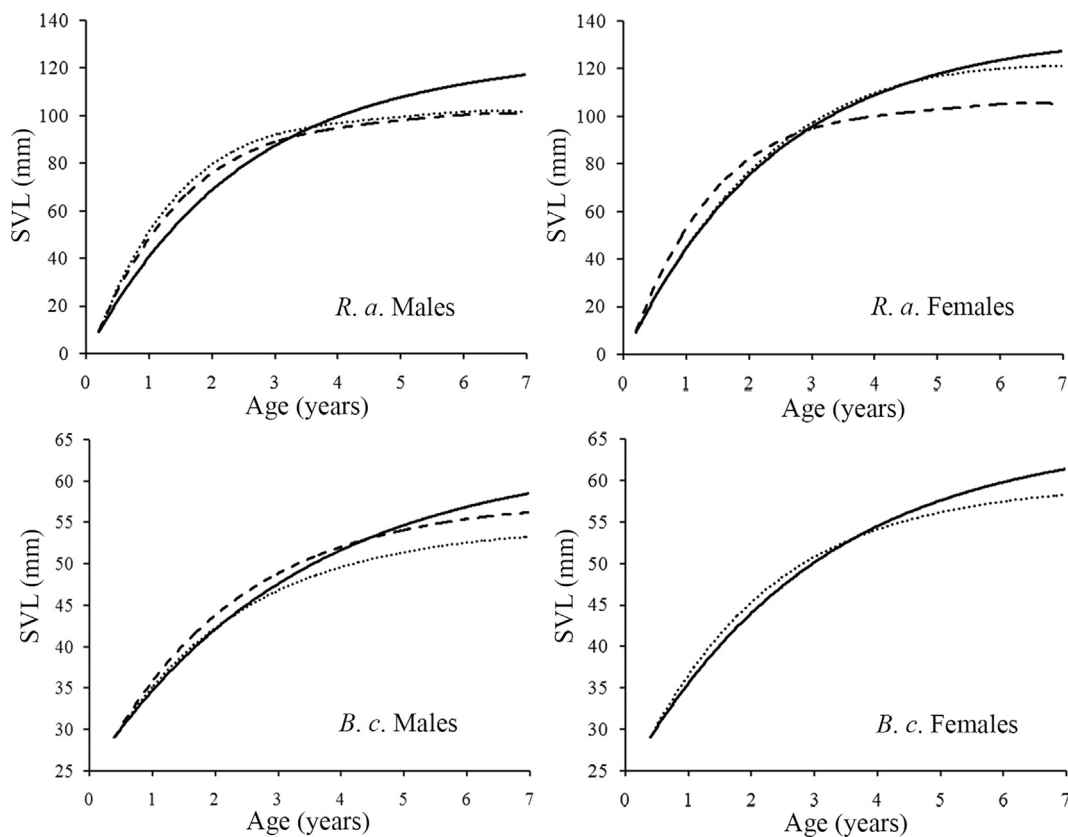 140
120
100
80
60
40
20
0
SVL (mm)
R. a. Males
0 1 2 3 4 5 6 7
Age (years)
140
120
100
80
60
40
20
0
SVL (mm)
R. a. Females
0 1 2 3 4 5 6 7
Age (years)
65
60
55
50
45
40
35
30
25
SVL (mm)
B. c. Males
0 1 2 3 4 5 6 7
Age (years)
65
60
55
50
45
40
35
30
25
SVL (mm)
B. c. Females
0 1 2 3 4 5 6 7
Age (years)